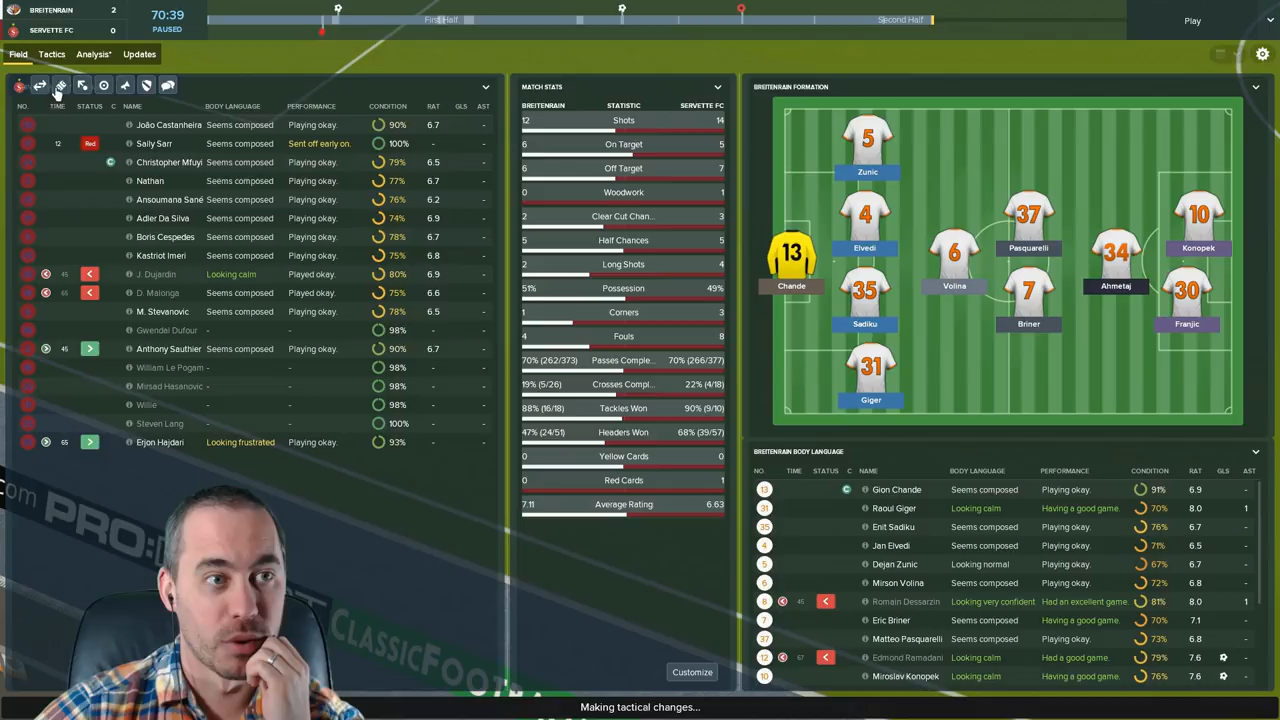 BREITENRAIN 2
SERVETTE FC 0
70:39
PAUSED
First Half
Second Half
Play
Field Tactics Analysis* Updates
NO. TIME STATUS C NAME BODY LANGUAGE PERFORMANCE CONDITION RAT GLS AST
João Castanheira Seems composed Playing okay. 90% 6.7 -
12 Red Saily Sarr Seems composed Sent off early on. 100% - -
C Christopher Mfuyi Seems composed Playing okay. 79% 6.5 -
Nathan Seems composed Playing okay. 77% 6.7 -
Ansoumana Sané Seems composed Playing okay. 76% 6.2 -
Adler Da Silva Seems composed Playing okay. 74% 6.9 -
Boris Cespedes Seems composed Playing okay. 78% 6.7 -
Kastriot Imeri Seems composed Playing okay. 75% 6.8 -
45 J. Dujardin Looking calm Played okay. 80% 6.9 -
65 D. Malonga Seems composed Played okay. 75% 6.6 -
M. Stevanovic Seems composed Playing okay. 78% 6.5 -
Gwendel Dufour - - 98% - -
45 Anthony Sauthier Seems composed Playing okay. 90% 6.7 -
William Le Pogam - - 98% - -
Mirsad Hasanovic - - 98% - -
Willie - - 98% - -
Steven Lang - - 100% - -
65 Erjon Hajdari Looking frustrated Playing okay. 93% - -
MATCH STATS
BREITENRAIN STATISTIC SERVETTE FC
12 Shots 14
6 On Target 5
6 Off Target 7
0 Woodwork 1
2 Clear Cut Chan... 3
5 Half Chances 5
2 Long Shots 4
51% Possession 49%
1 Corners 3
4 Fouls 8
70% (262/373) Passes Comple... 70% (266/377)
19% (5/26) Crosses Compl... 22% (4/18)
88% (16/18) Tackles Won 90% (9/10)
47% (24/51) Headers Won 68% (39/57)
0 Yellow Cards 0
0 Red Cards 1
7.11 Average Rating 6.63
Customize
BREITENRAIN FORMATION
5
Zunic
4
Elvedi
37
Pasquarelli
10
Konopek
13
Chande
6
Volina
34
Ahmetaj
35
Sadiku
7
Briner
30
Franjic
31
Giger
BREITENRAIN BODY LANGUAGE
NO. TIME STATUS C NAME BODY LANGUAGE PERFORMANCE CONDITION RAT GLS AST
13 C Gion Chande Seems composed Playing okay. 91% 6.9 -
31 Raoul Giger Looking calm Having a good game. 70% 8.0 1
35 Enit Sadiku Seems composed Playing okay. 76% 6.7 -
4 Jan Elvedi Seems composed Playing okay. 71% 6.5 -
5 Dejan Zunic Looking normal Playing okay. 67% 6.7 -
6 Mirson Volina Seems composed Playing okay. 72% 6.8 -
8 45 Romain Dessarzin Looking very confident Had an excellent game. 81% 8.0 1
7 Eric Briner Seems composed Playing okay. 70% 7.1 -
37 Matteo Pasquarelli Seems composed Playing okay. 73% 6.8 -
12 67 Edmond Ramadani Looking calm Had a good game. 79% 7.6 -
10 Miroslav Konopek Looking calm Having a good game. 76% 7.6 -
com PRO:D
CLASSICFOOT
Making tactical changes...